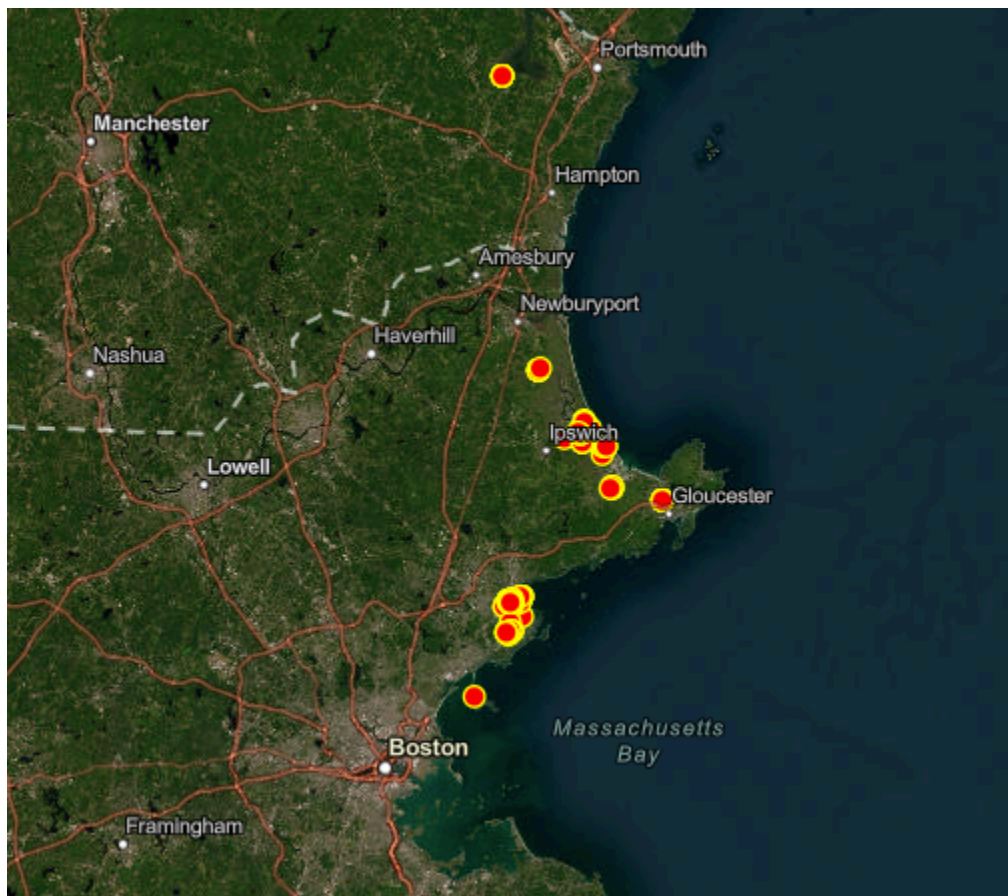 Portsmouth
Manchester
Hampton
Amesbury
Newburyport
Haverhill
Nashua
Ipswich
Lowell
Gloucester
Massachusetts
Bay
Boston
Framingham